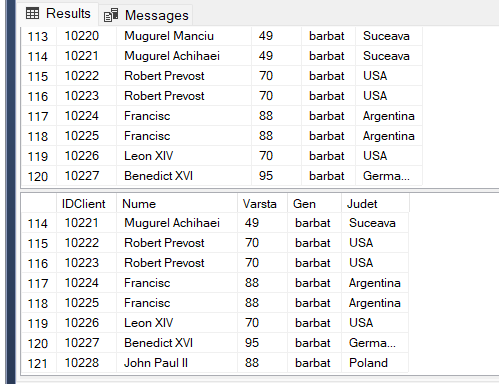 Results Messages
113 10220 Mugurel Manciu 49 barbat Suceava
114 10221 Mugurel Achihaei 49 barbat Suceava
115 10222 Robert Prevost 70 barbat USA
116 10223 Robert Prevost 70 barbat USA
117 10224 Francisc 88 barbat Argentina
118 10225 Francisc 88 barbat Argentina
119 10226 Leon XIV 70 barbat USA
120 10227 Benedict XVI 95 barbat Germa...
IDClient Nume Varsta Gen Judet
114 10221 Mugurel Achihaei 49 barbat Suceava
115 10222 Robert Prevost 70 barbat USA
116 10223 Robert Prevost 70 barbat USA
117 10224 Francisc 88 barbat Argentina
118 10225 Francisc 88 barbat Argentina
119 10226 Leon XIV 70 barbat USA
120 10227 Benedict XVI 95 barbat Germa...
121 10228 John Paul II 88 barbat Poland